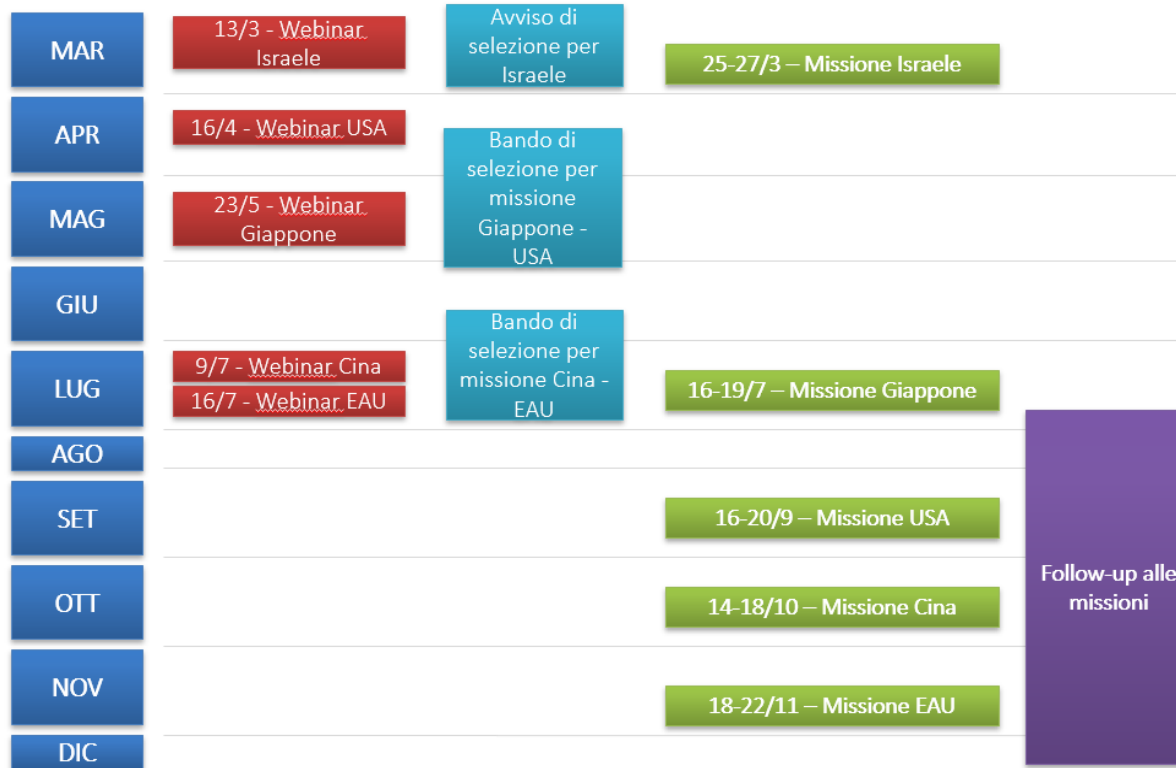 MAR
13/3 - Webinar
Israele
Avviso di
selezione per
Israele
25-27/3 – Missione Israele
APR
16/4 - Webinar USA
Bando di
selezione per
missione
Giappone -
USA
MAG
23/5 - Webinar
Giappone
GIU
Bando di
selezione per
missione Cina -
EAU
LUG
9/7 - Webinar Cina
16/7 - Webinar EAU
16-19/7 – Missione Giappone
AGO
SET
16-20/9 – Missione USA
Follow-up alle
missioni
OTT
14-18/10 – Missione Cina
NOV
18-22/11 – Missione EAU
DIC